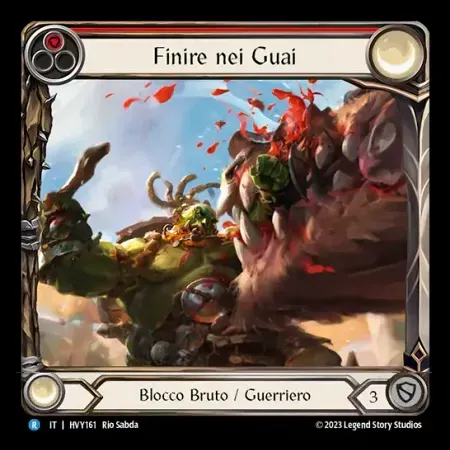 Finire nei Guai
Blocco Bruto / Guerriero
3
R IT | HVY161 Rio Sabda
©2023 Legend Story Studios